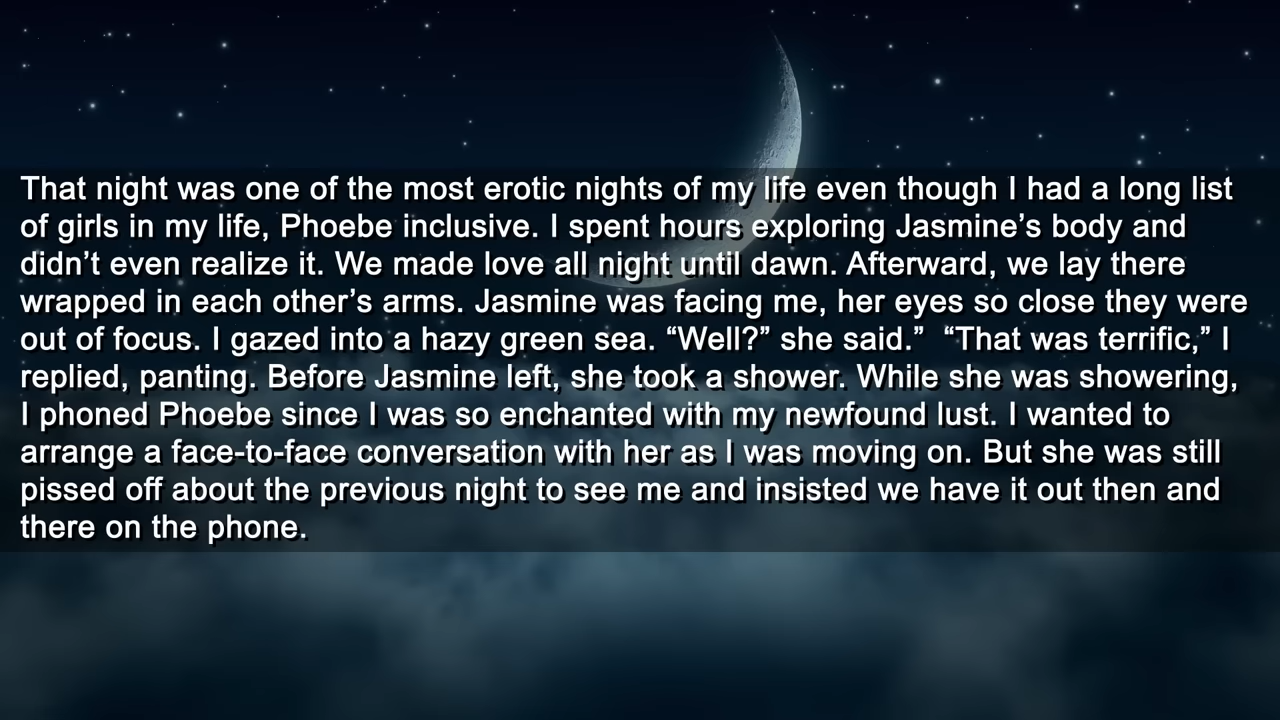 That night was one of the most erotic nights of my life even though I had a long list
of girls in my life, Phoebe inclusive. I spent hours exploring Jasmine’s body and
didn’t even realize it. We made love all night until dawn. Afterward, we lay there
wrapped in each other’s arms. Jasmine was facing me, her eyes so close they were
out of focus. I gazed into a hazy green sea. “Well?” she said.”  “That was terrific,” I
replied, panting. Before Jasmine left, she took a shower. While she was showering,
I phoned Phoebe since I was so enchanted with my newfound lust. I wanted to
arrange a face-to-face conversation with her as I was moving on. But she was still
pissed off about the previous night to see me and insisted we have it out then and
there on the phone.